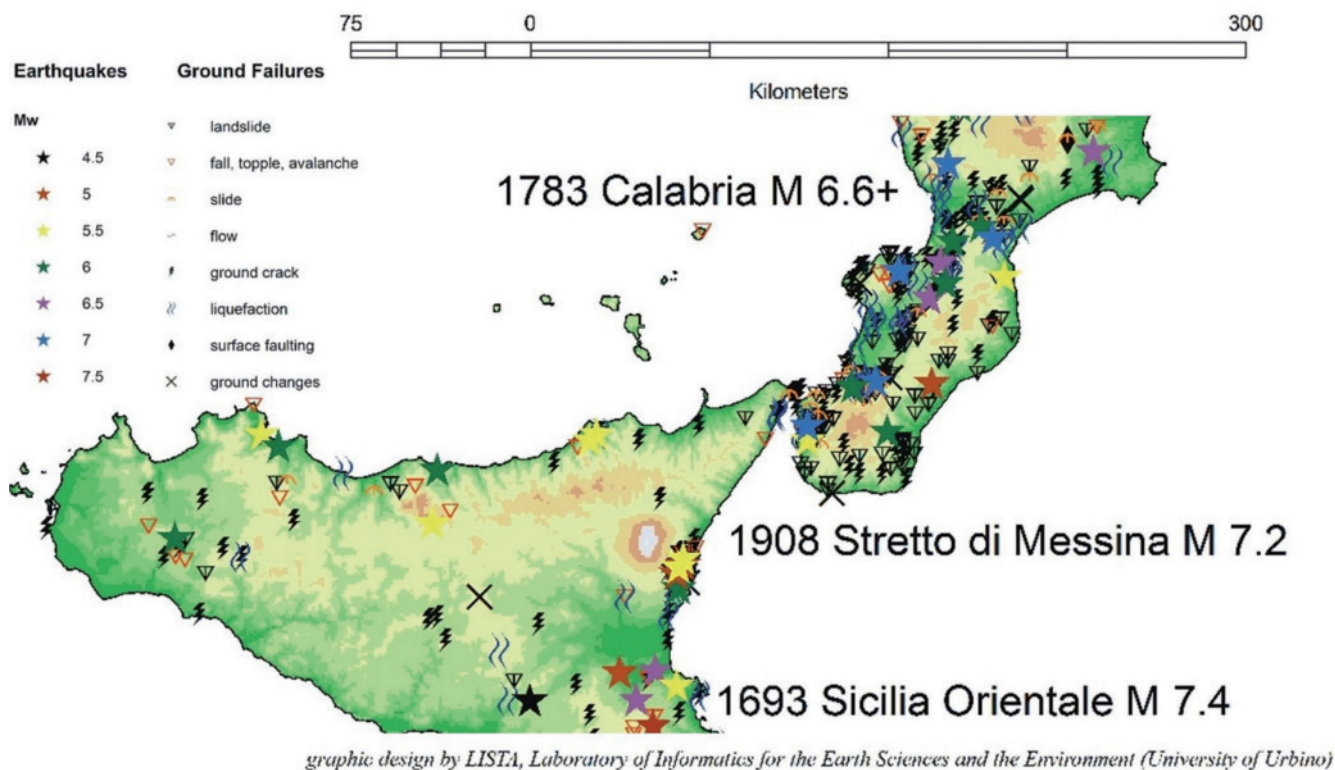 75 0 300
Kilometers
Earthquakes Ground Failures
Mw
landslide
4.5
fall, topple, avalanche
5
slide
5.5
flow
6
ground crack
6.5
liquefaction
7
surface faulting
7.5
ground changes
1783 Calabria M 6.6+
1908 Stretto di Messina M 7.2
1693 Sicilia Orientale M 7.4
graphic design by LISTA, Laboratory of Informatics for the Earth Sciences and the Environment (University of Urbino)